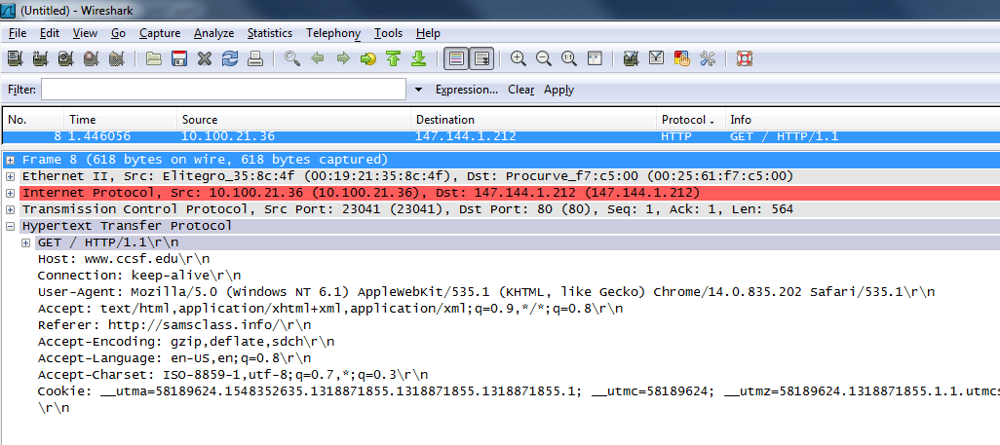 (Untitled) - Wireshark
File Edit View Go Capture Analyze Statistics Telephony Tools Help
Filter: Expression... Clear Apply
No. Time Source Destination Protocol Info
8 1.446056 10.100.21.36 147.144.1.212 HTTP GET / HTTP/1.1
Frame 8 (618 bytes on wire, 618 bytes captured)
Ethernet II, Src: Elitegro_35:8c:4f (00:19:21:35:8c:4f), Dst: Procurve_f7:c5:00 (00:25:61:f7:c5:00)
Internet Protocol, Src: 10.100.21.36 (10.100.21.36), Dst: 147.144.1.212 (147.144.1.212)
Transmission Control Protocol, Src Port: 23041 (23041), Dst Port: 80 (80), Seq: 1, Ack: 1, Len: 564
Hypertext Transfer Protocol
GET / HTTP/1.1\r\n
Host: www.ccsf.edu\r\n
Connection: keep-alive\r\n
User-Agent: Mozilla/5.0 (Windows NT 6.1) AppleWebKit/535.1 (KHTML, like Gecko) Chrome/14.0.835.202 Safari/535.1\r\n
Accept: text/html,application/xhtml+xml,application/xml;q=0.9,*/*;q=0.8\r\n
Referer: http://samsclass.info/\r\n
Accept-Encoding: gzip,deflate,sdch\r\n
Accept-Language: en-US,en;q=0.8\r\n
Accept-Charset: ISO-8859-1,utf-8;q=0.7,*;q=0.3\r\n
Cookie: __utma=58189624.1548352635.1318871855.1318871855.1318871855.1; __utmc=58189624; __utmz=58189624.1318871855.1.1.utmcs
\r\n